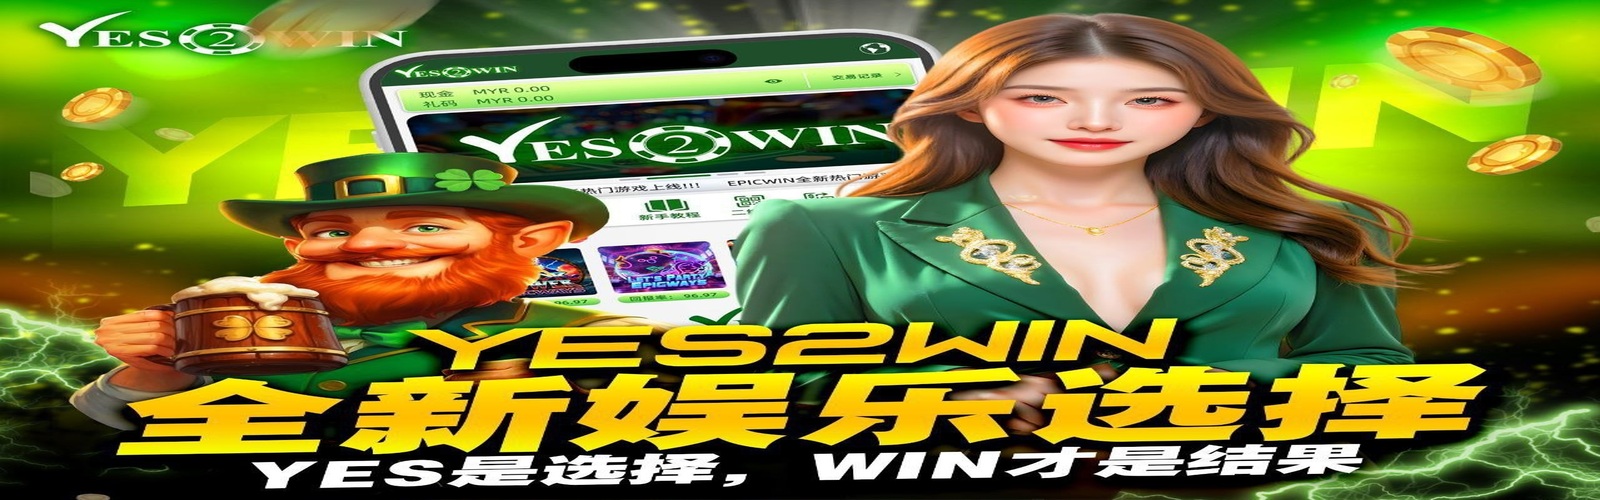 YES2WIN
YES2WIN
现金 MYR 0.00
礼码 MYR 0.00
交易记录 >
YES2WIN
热门游戏上线!!! EPICWIN全新热门游
新手教程
LET'S PARTY
EPICWAYS
96.97
回报率: 96.97
YES2WIN
全新娱乐选择
YES是选择，WIN才是结果